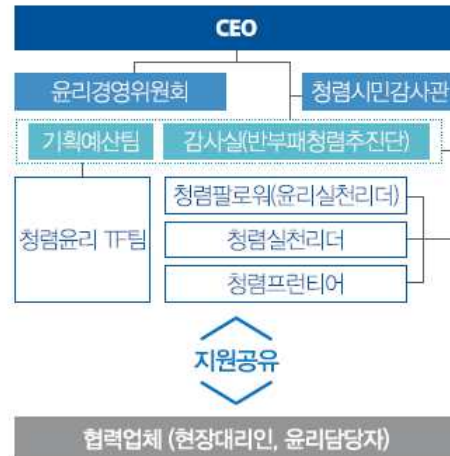 CEO
윤리경영위원회
청렴시민감사관
기획예산팀
감사실(반부패청렴추진단)
청렴윤리 TF팀
청렴팔로워(윤리실천리더)
청렴실천리더
청렴프런티어
지원공유
협력업체 (현장대리인, 윤리담당자)